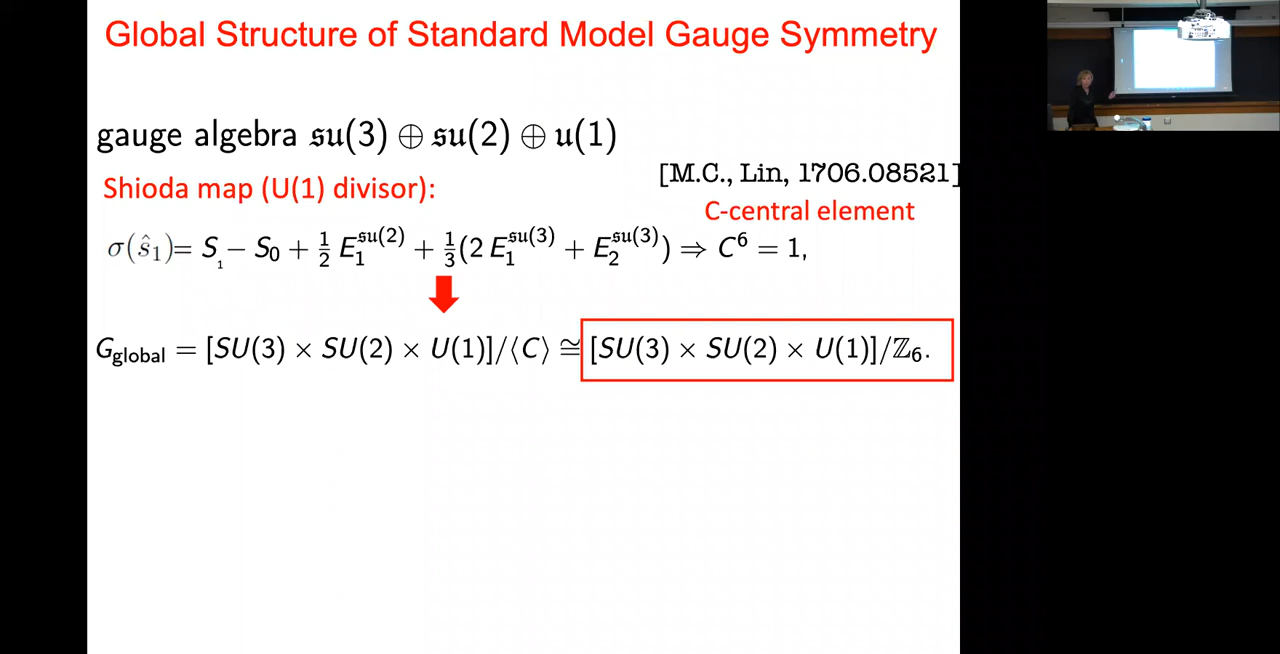 Global Structure of Standard Model Gauge Symmetry
gauge algebra 𝔰𝔲(3) ⊕ 𝔰𝔲(2) ⊕ 𝔲(1)
[M.C., Lin, 1706.08521]
Shioda map (U(1) divisor):
C-central element
σ(ŝ₁)= S₁ − S₀ + ½ E₁^𝔰𝔲(2) + ⅓(2 E₁^𝔰𝔲(3) + E₂^𝔰𝔲(3)) ⇒ C⁶ = 1,
G_global = [SU(3) × SU(2) × U(1)]/⟨C⟩ ≅ [SU(3) × SU(2) × U(1)]/ℤ₆.